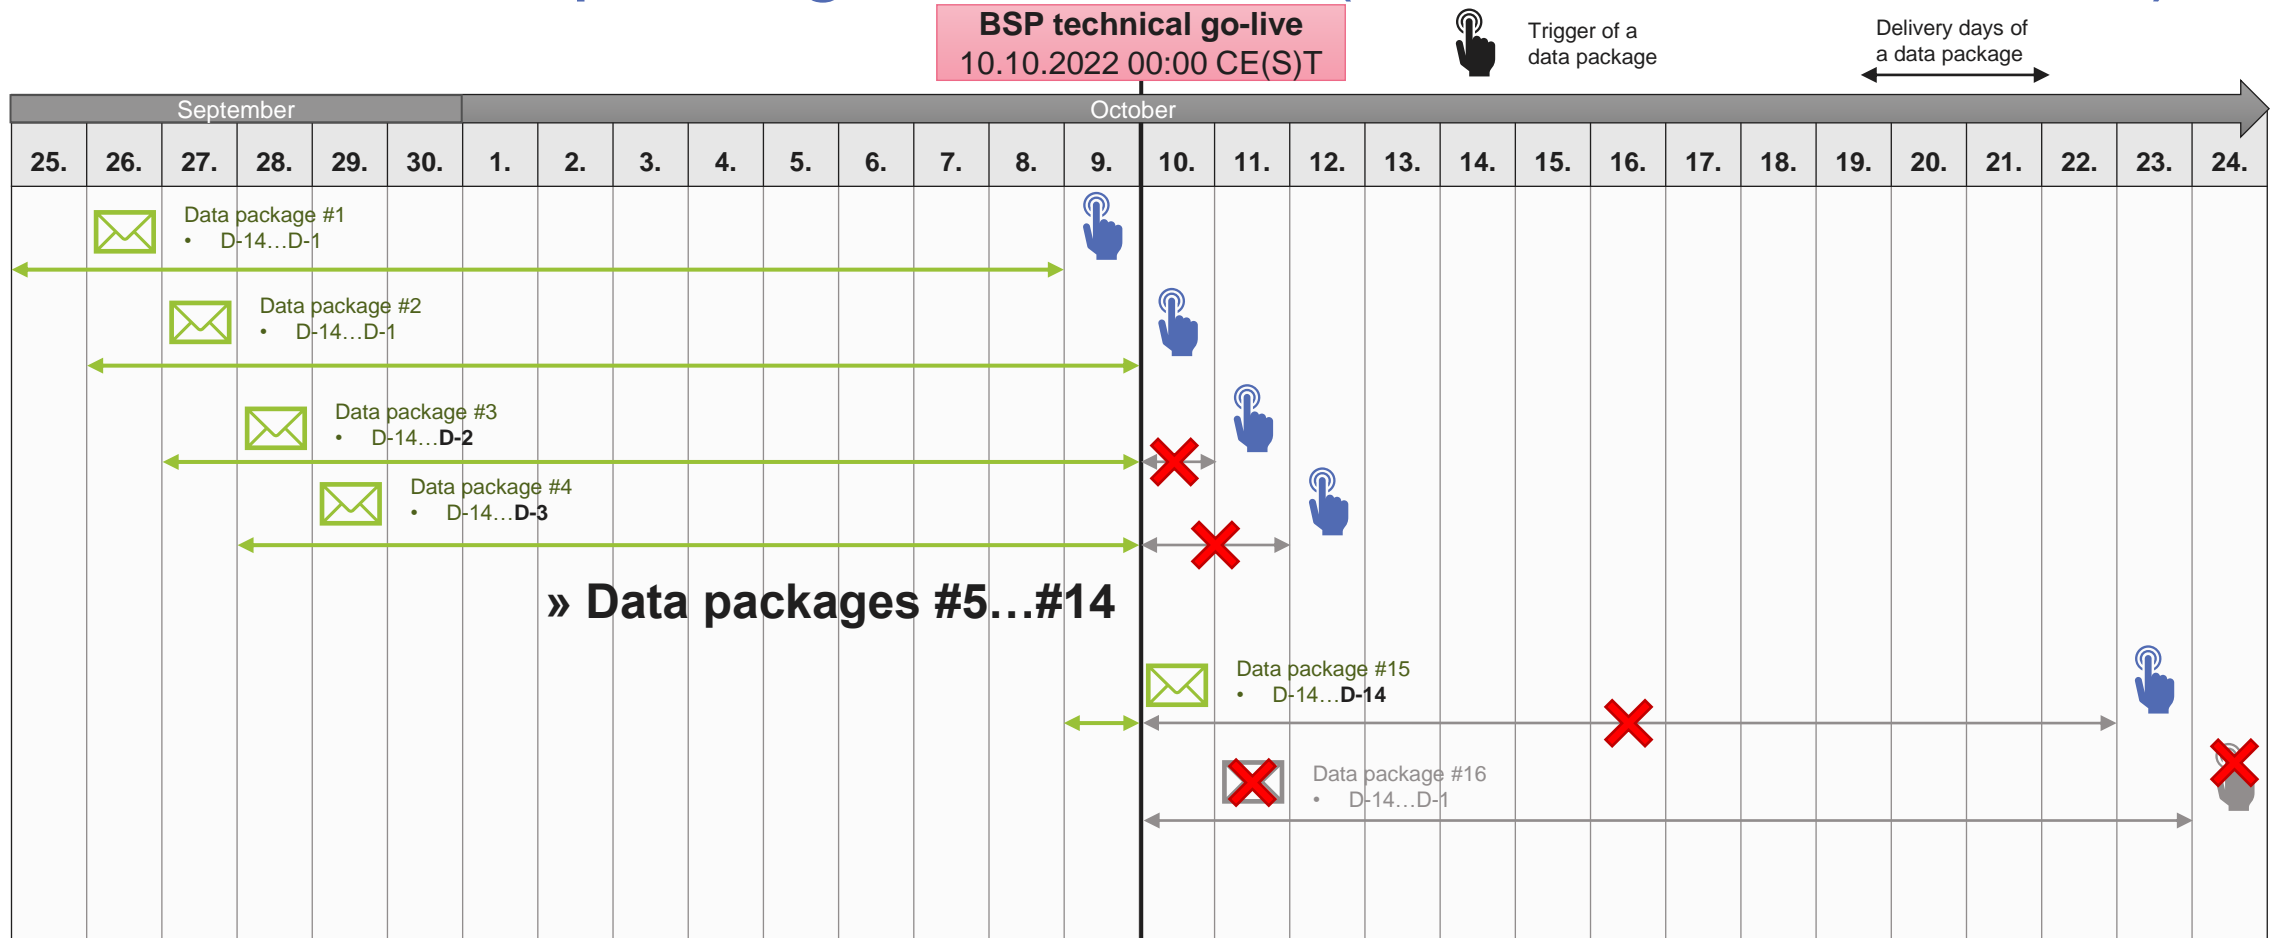 BSP technical go-live
10.10.2022 00:00 CE(S)T
Trigger of a
data package
Delivery days of
a data package
September
October
25. 26. 27. 28. 29. 30. 1. 2. 3. 4. 5. 6. 7. 8. 9. 10. 11. 12. 13. 14. 15. 16. 17. 18. 19. 20. 21. 22. 23. 24.
Data package #1
• D-14…D-1
Data package #2
• D-14…D-1
Data package #3
• D-14…D-2
Data package #4
• D-14…D-3
» Data packages #5…#14
Data package #15
• D-14…D-14
Data package #16
• D-14…D-1